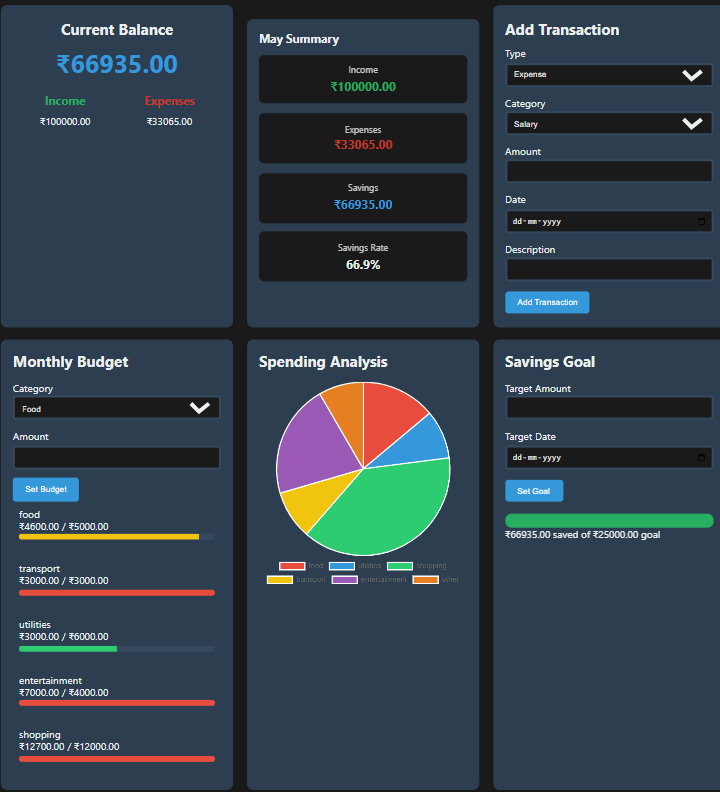 Current Balance
₹66935.00
Income
Expenses
₹100000.00
₹33065.00
May Summary
Income
₹100000.00
Expenses
₹33065.00
Savings
₹66935.00
Savings Rate
66.9%
Add Transaction
Type
Expense
Category
Salary
Amount
Date
dd-mm-yyyy
Description
Add Transaction
Monthly Budget
Category
Food
Amount
Set Budget
food
₹4600.00 / ₹5000.00
transport
₹3000.00 / ₹3000.00
utilities
₹3000.00 / ₹6000.00
entertainment
₹7000.00 / ₹4000.00
shopping
₹12700.00 / ₹12000.00
Spending Analysis
food utilities shopping
transport entertainment other
Savings Goal
Target Amount
Target Date
dd-mm-yyyy
Set Goal
₹66935.00 saved of ₹25000.00 goal